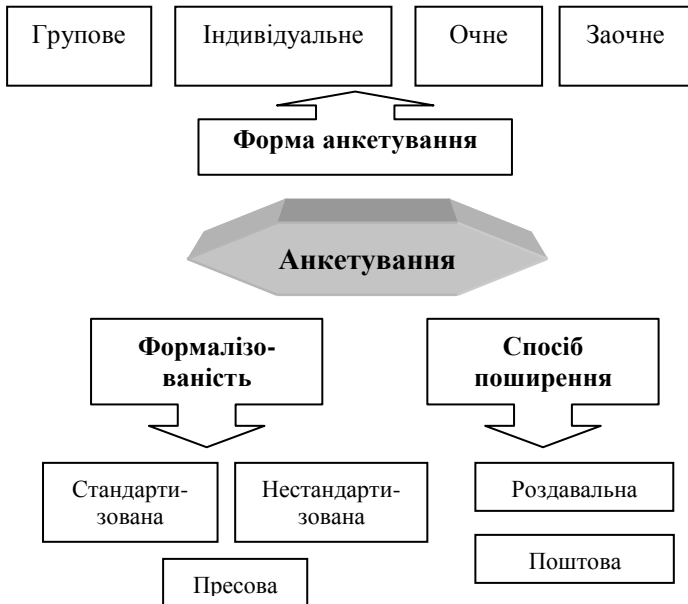 Групове
Індивідуальне
Очне
Заочне
Форма анкетування
Анкетування
Формалізо-
ваність
Спосіб
поширення
Стандарти-
зована
Нестандарти-
зована
Роздавальна
Поштова
Пресова